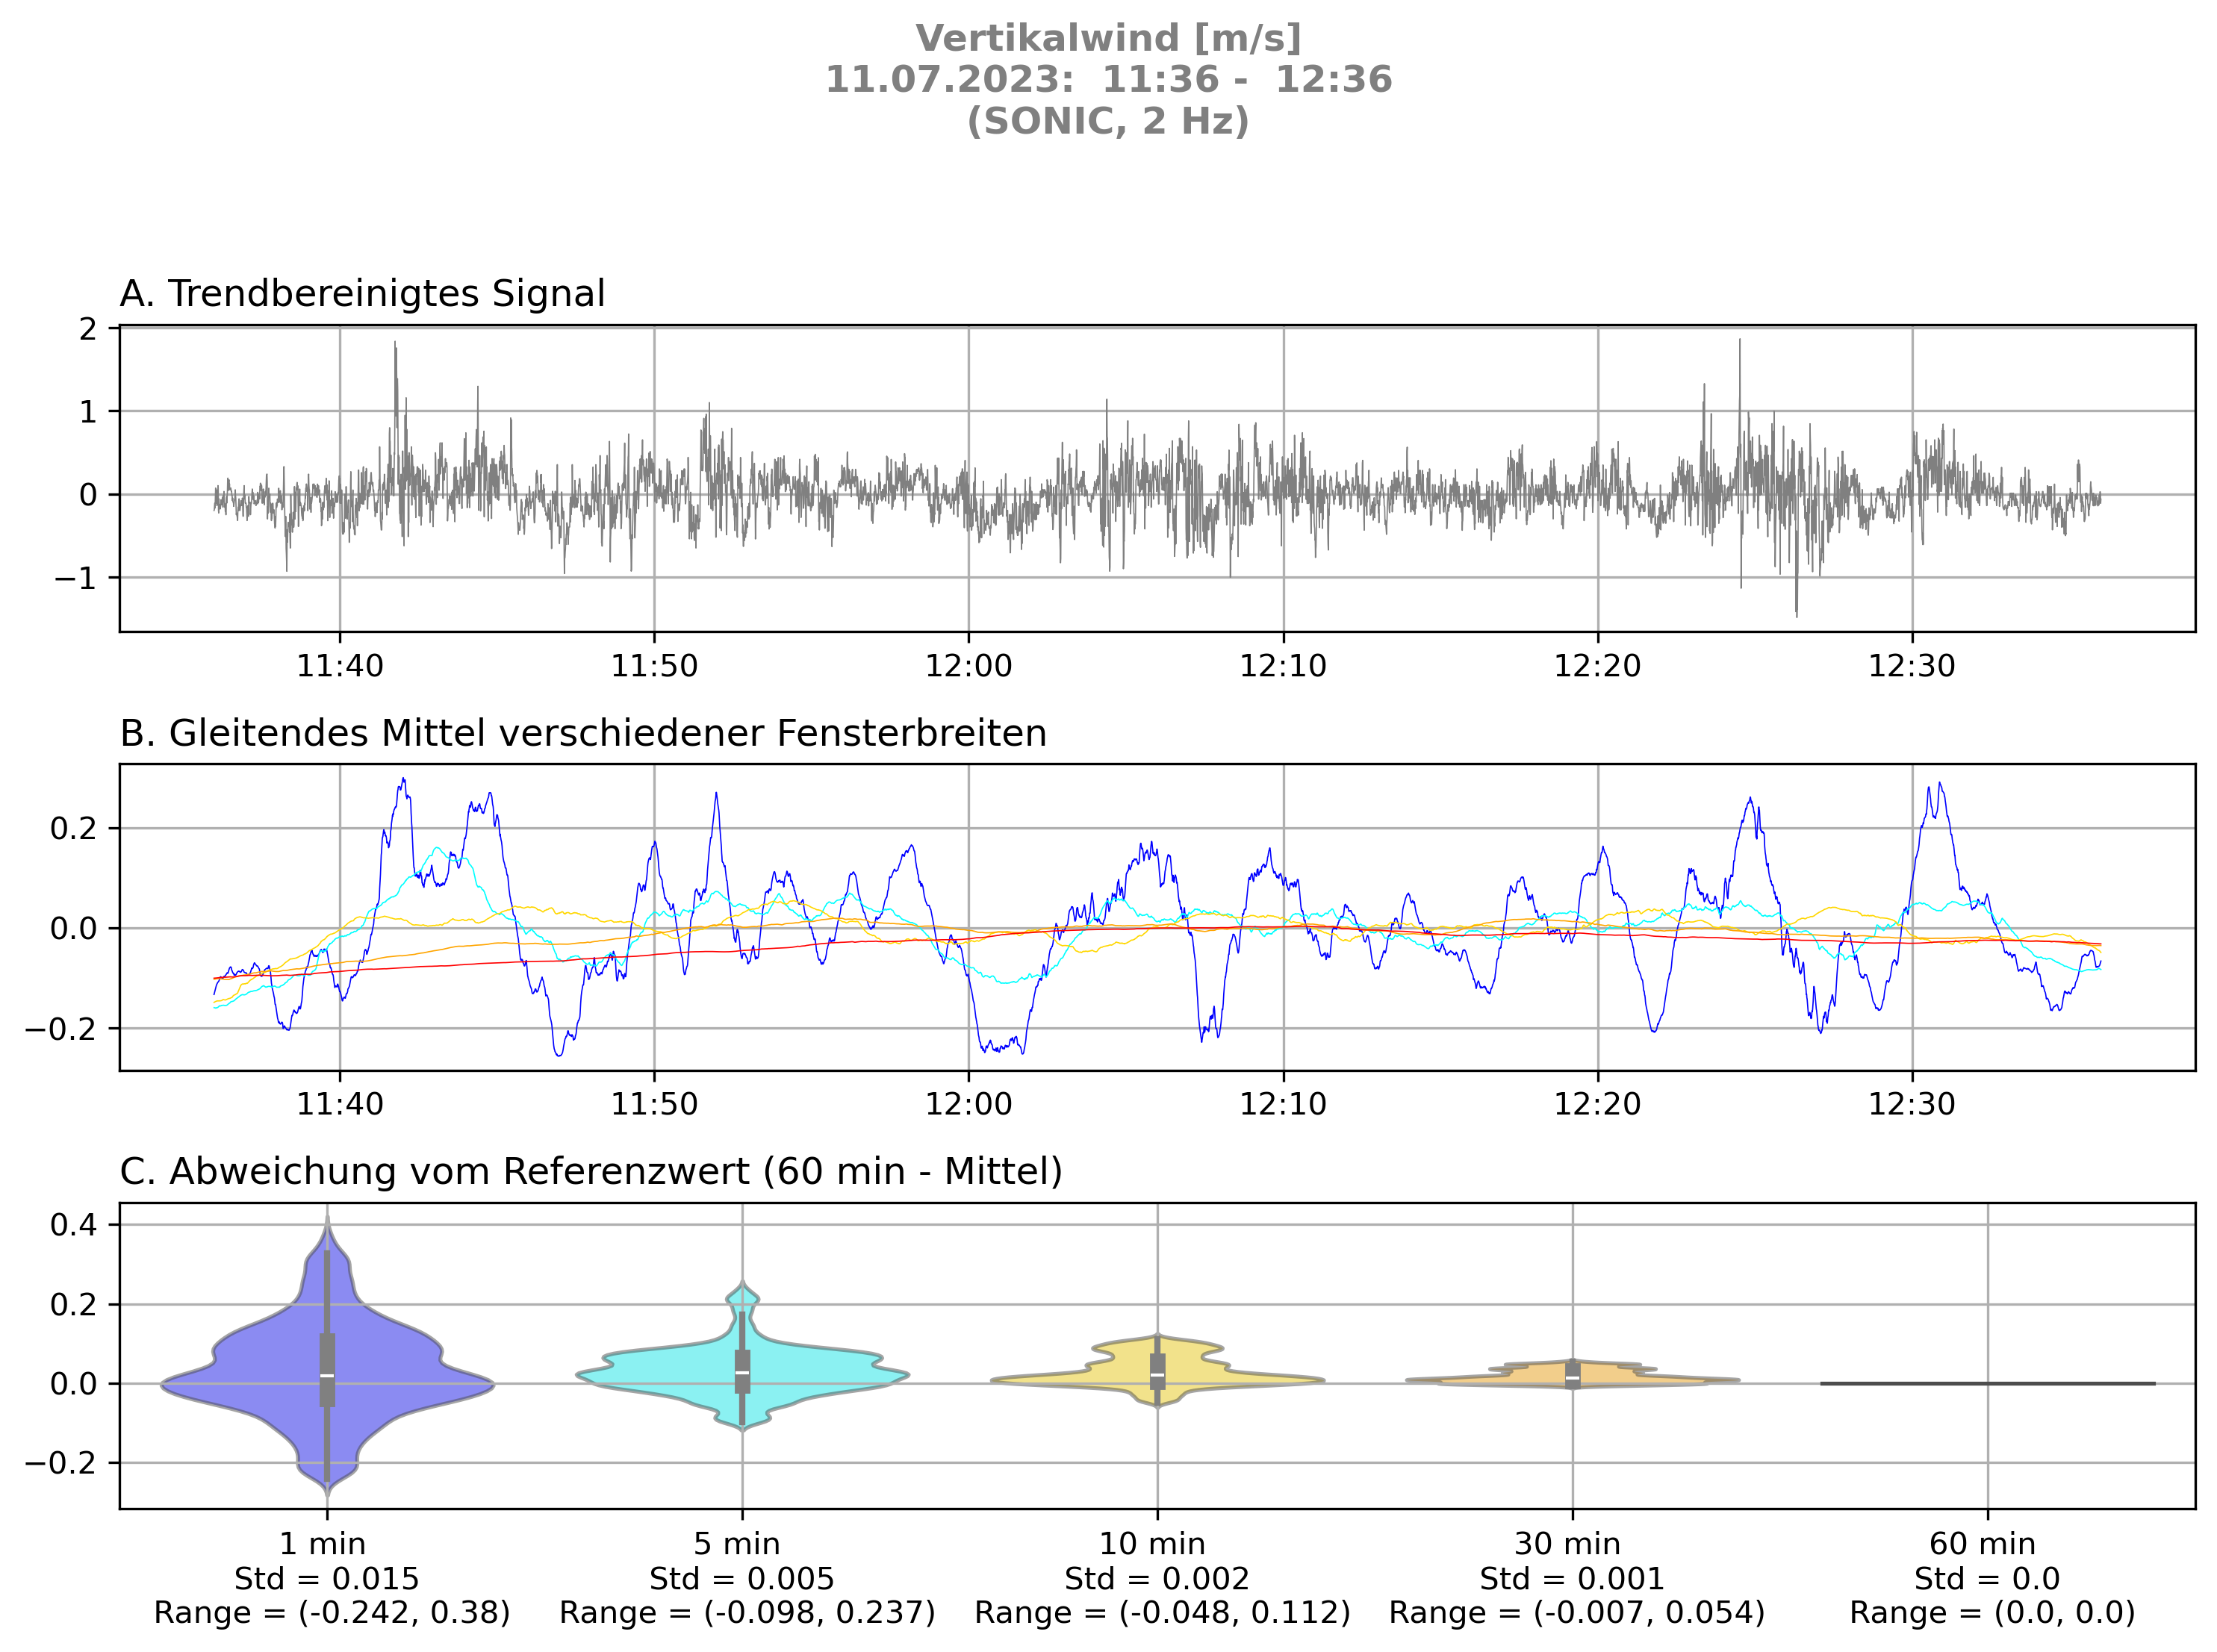 Vertikalwind [m/s]
11.07.2023:  11:36 -  12:36
(SONIC, 2 Hz)
A. Trendbereinigtes Signal
2
1
0
−1
11:40 11:50 12:00 12:10 12:20 12:30
B. Gleitendes Mittel verschiedener Fensterbreiten
0.2
0.0
−0.2
11:40 11:50 12:00 12:10 12:20 12:30
C. Abweichung vom Referenzwert (60 min - Mittel)
0.4
0.2
0.0
−0.2
1 min 5 min 10 min 30 min 60 min
Std = 0.015 Std = 0.005 Std = 0.002 Std = 0.001 Std = 0.0
Range = (-0.242, 0.38) Range = (-0.098, 0.237) Range = (-0.048, 0.112) Range = (-0.007, 0.054) Range = (0.0, 0.0)